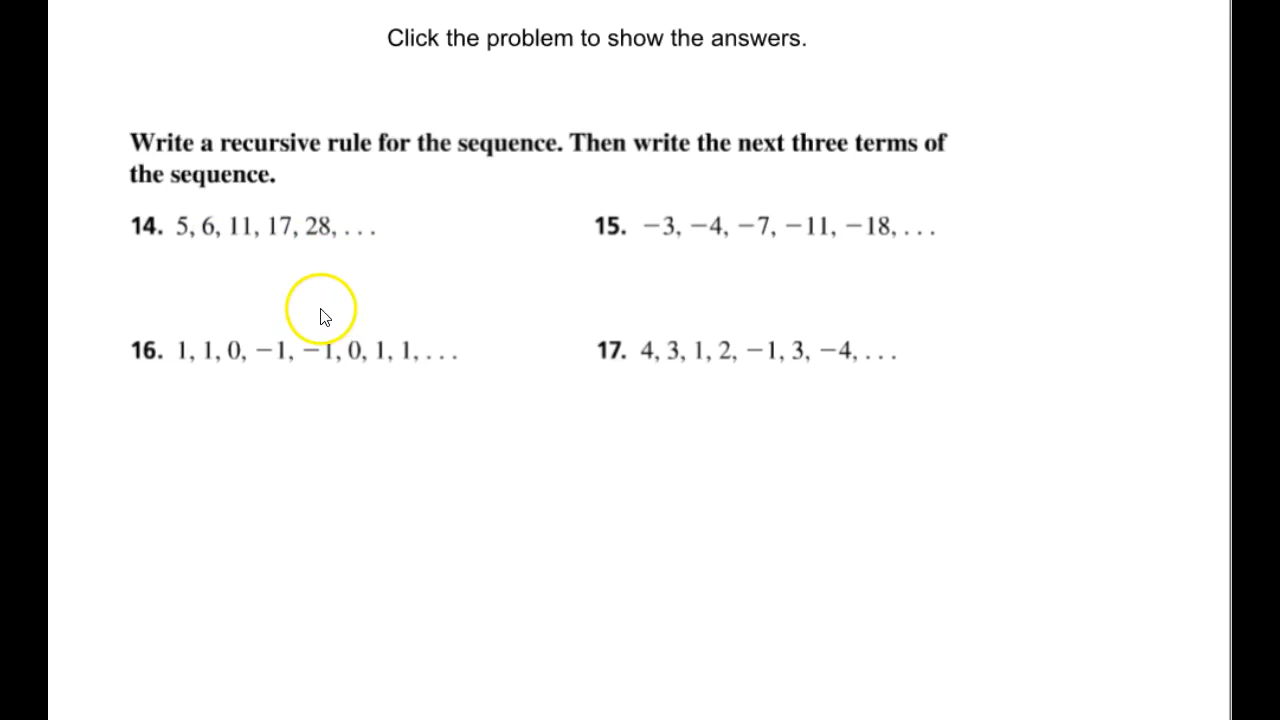 Click the problem to show the answers.
Write a recursive rule for the sequence. Then write the next three terms of
the sequence.
14. 5, 6, 11, 17, 28, . . .
15. −3, −4, −7, −11, −18, . . .
16. 1, 1, 0, −1, −1, 0, 1, 1, . . .
17. 4, 3, 1, 2, −1, 3, −4, . . .